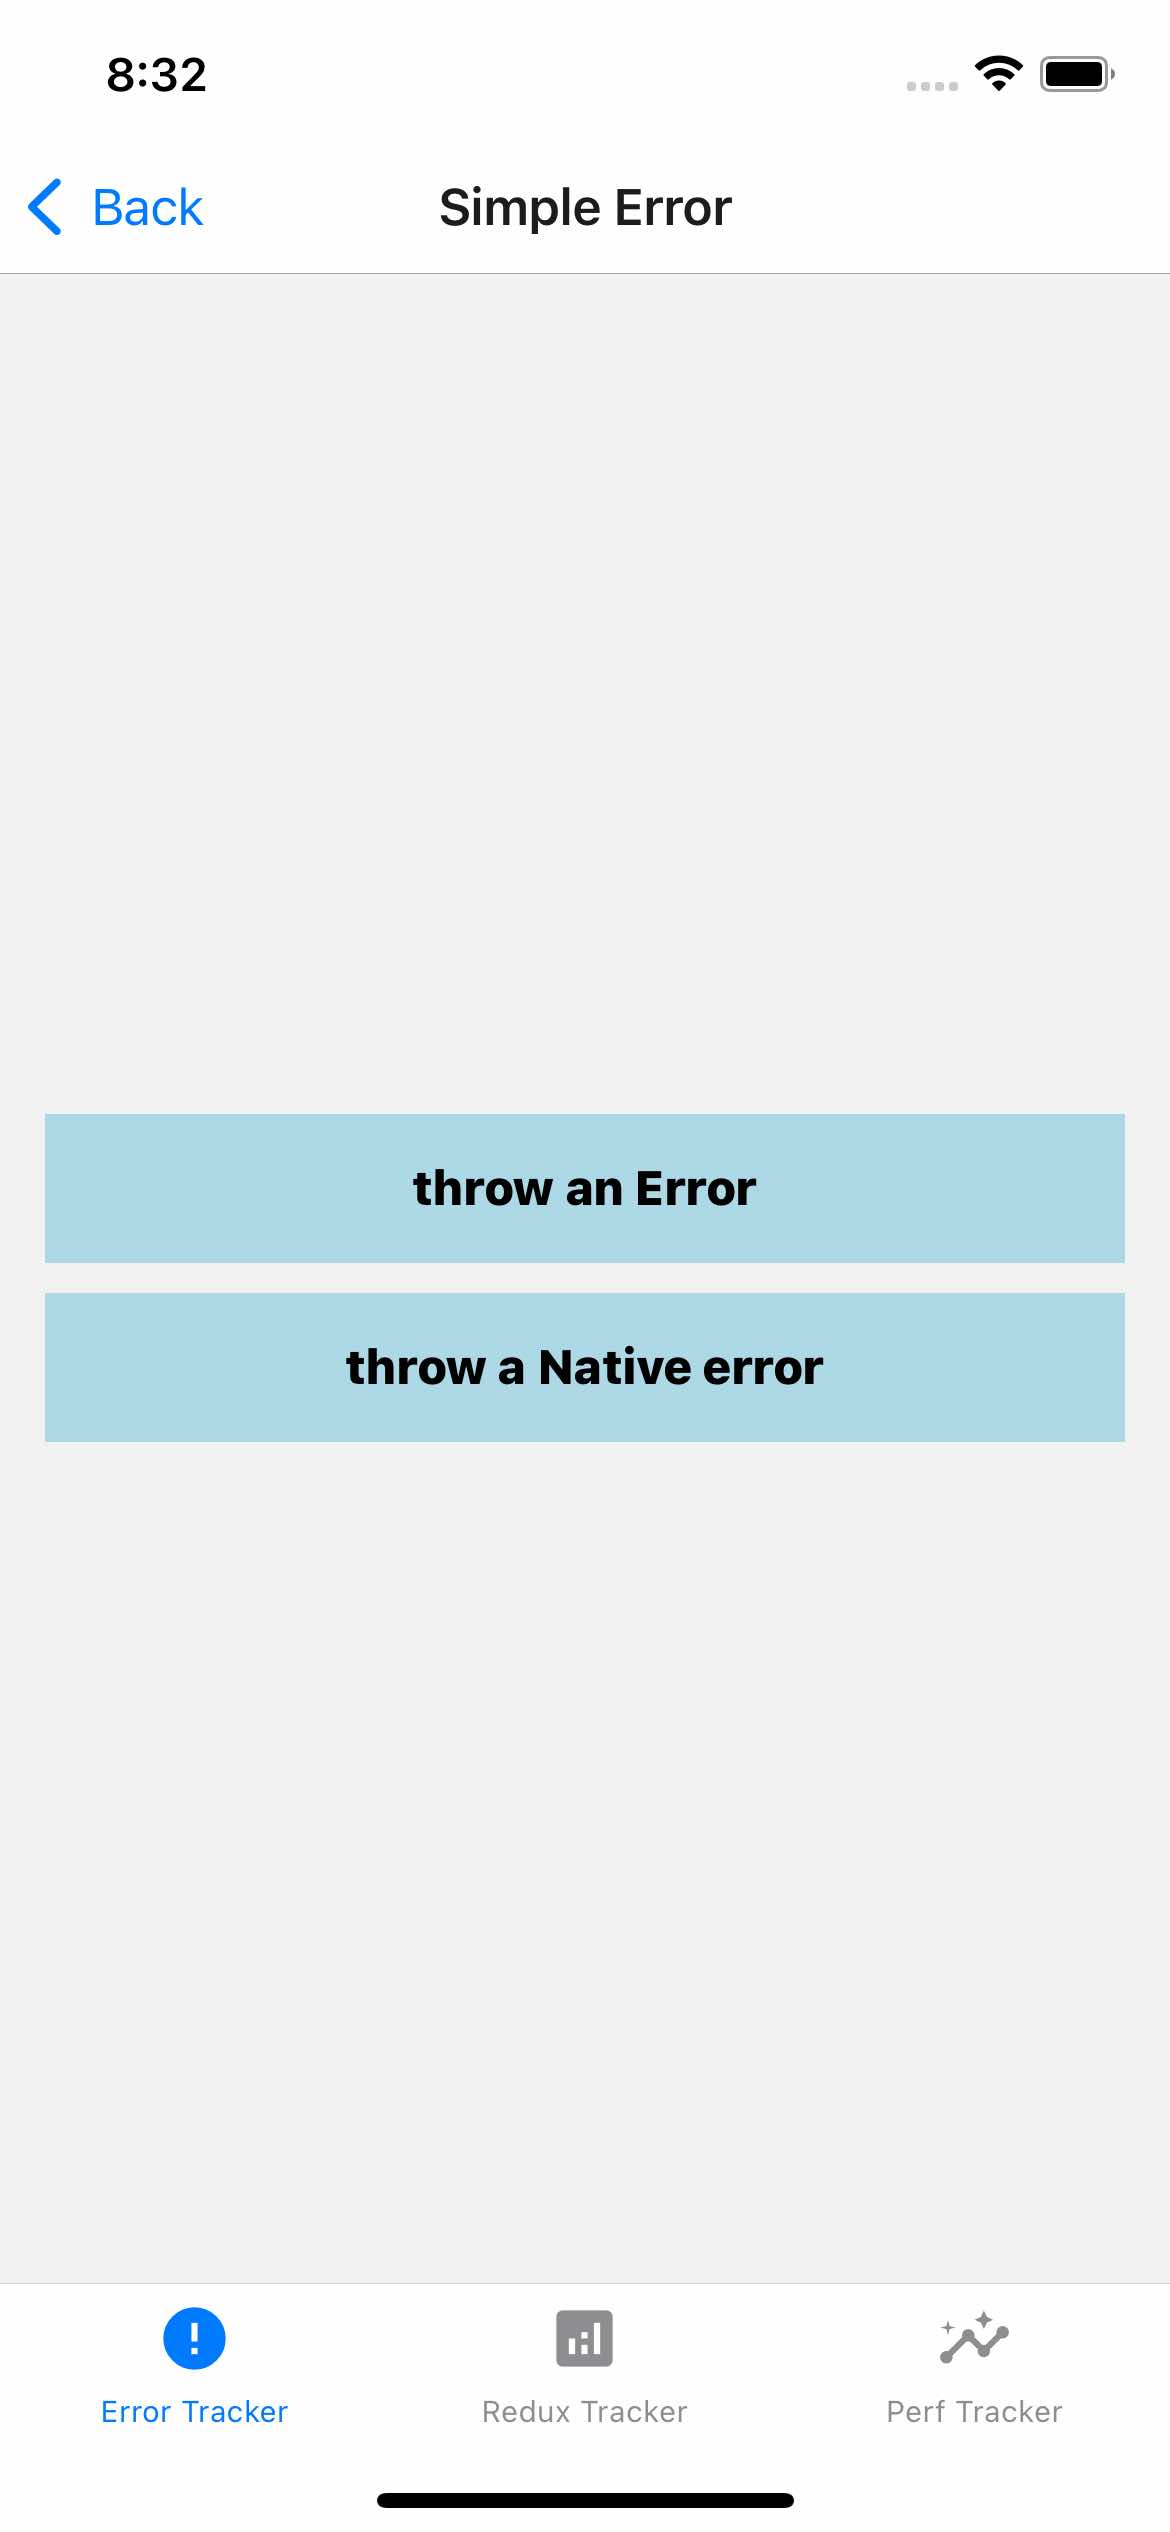 8:32
Back
Simple Error
throw an Error
throw a Native error
Error Tracker
Redux Tracker
Perf Tracker